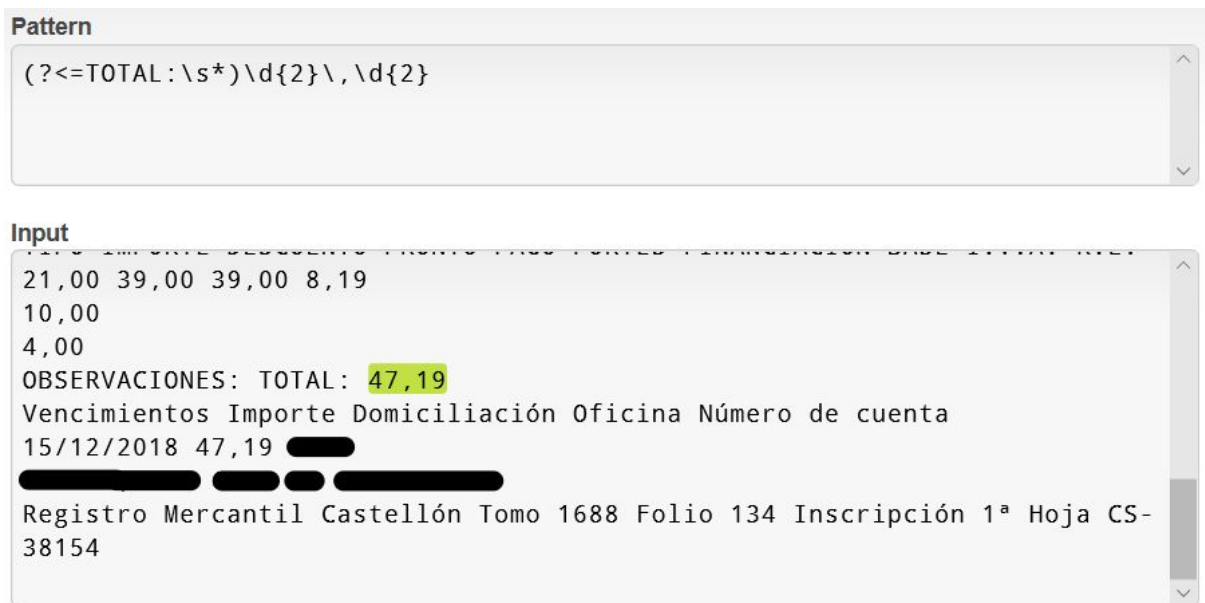 Pattern
(?<=TOTAL:\s*)\d{2}\,\d{2}
Input
21,00 39,00 39,00 8,19
10,00
4,00
OBSERVACIONES: TOTAL: 47,19
Vencimientos Importe Domiciliación Oficina Número de cuenta
15/12/2018 47,19
Registro Mercantil Castellón Tomo 1688 Folio 134 Inscripción 1ª Hoja CS-
38154